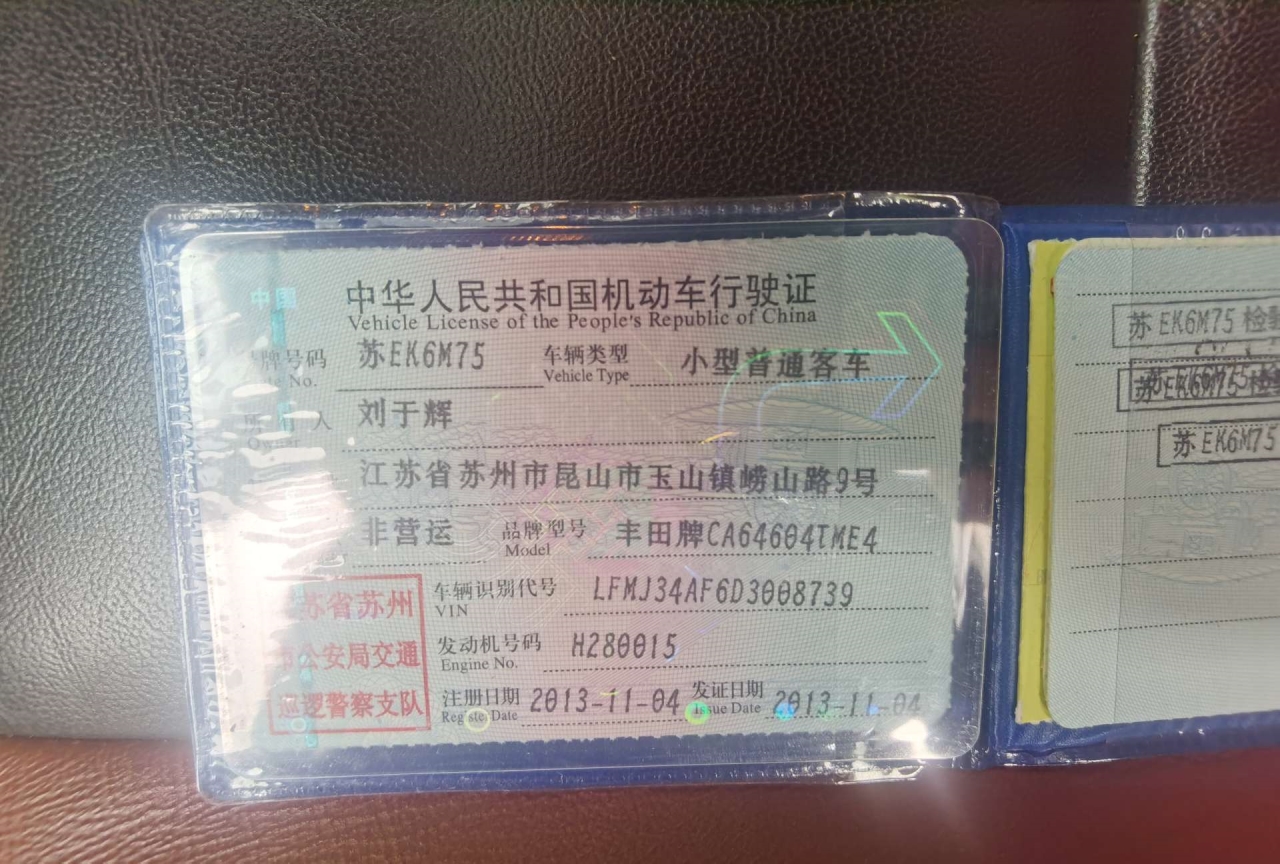 中国
中华人民共和国机动车行驶证
Vehicle License of the People's Republic of China
牌号码 苏EK6M75 车辆类型 小型普通客车
No. Vehicle Type
人 刘于辉
Owner
江苏省苏州市昆山市玉山镇崂山路9号
非营运 品牌型号 丰田牌CA64604TME4
Model
苏省苏州 车辆识别代号 LFMJ34AF6D3008739
VIN
公安局交通 发动机号码 H280015
Engine No.
巡逻警察支队 注册日期 2013-11-04 发证日期 2013-11-04
Register Date Issue Date
苏EK6M75 检
苏EK6M75
苏EK6M75